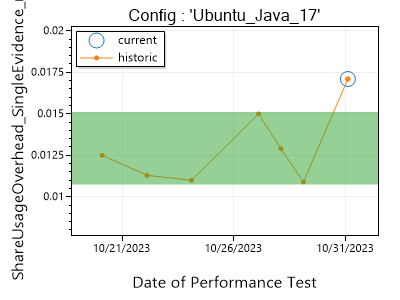 Config : 'Ubuntu_Java_17'
current
historic
0.02
0.0175
0.015
0.0125
0.01
ShareUsageOverhead_SingleEvidence_
10/21/2023
10/26/2023
10/31/2023
Date of Performance Test